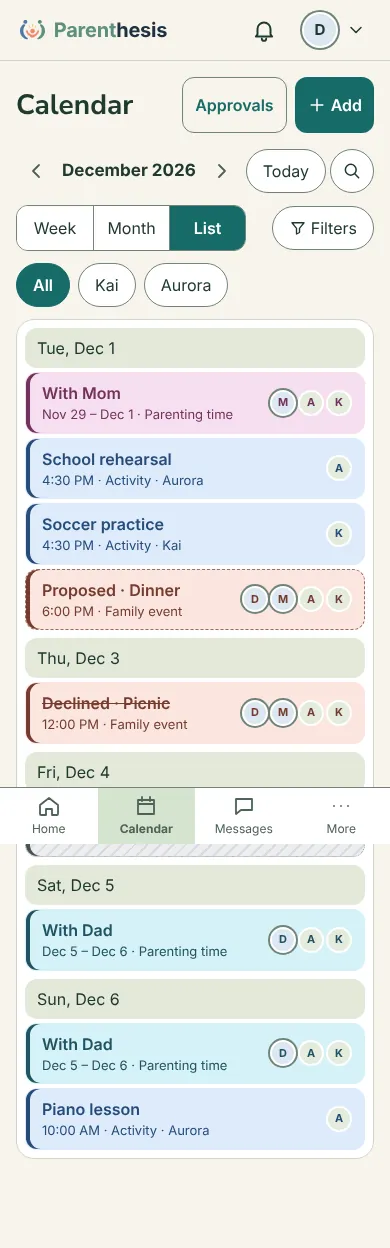 Parenthesis
D
Calendar
Approvals
+ Add
December 2026
Today
Week
Month
List
Filters
All
Kai
Aurora
Tue, Dec 1
With Mom
Nov 29 – Dec 1 · Parenting time
M A K
School rehearsal
4:30 PM · Activity · Aurora
A
Soccer practice
4:30 PM · Activity · Kai
K
Proposed · Dinner
6:00 PM · Family event
D M A K
Thu, Dec 3
Declined · Picnic
12:00 PM · Family event
D M A K
Fri, Dec 4
Home
Calendar
Messages
More
Sat, Dec 5
With Dad
Dec 5 – Dec 6 · Parenting time
D A K
Sun, Dec 6
With Dad
Dec 5 – Dec 6 · Parenting time
D A K
Piano lesson
10:00 AM · Activity · Aurora
A